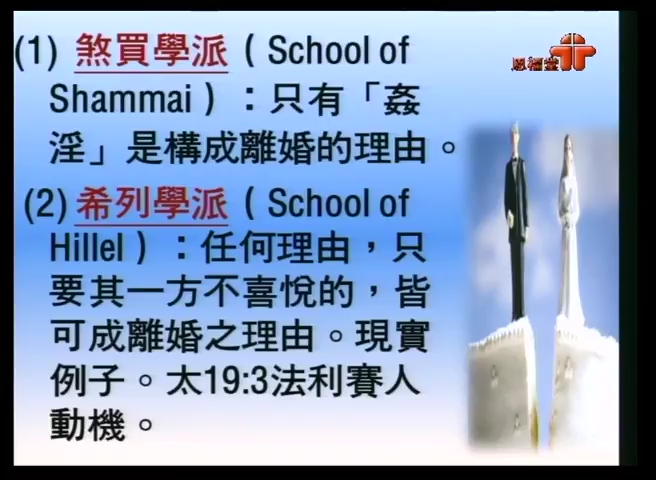 (1) 煞買學派（School of
Shammai）：只有「姦
淫」是構成離婚的理由。
(2) 希列學派（School of
Hillel）：任何理由，只
要其一方不喜悅的，皆
可成離婚之理由。現實
例子。太19:3法利賽人
動機。
恩福堂